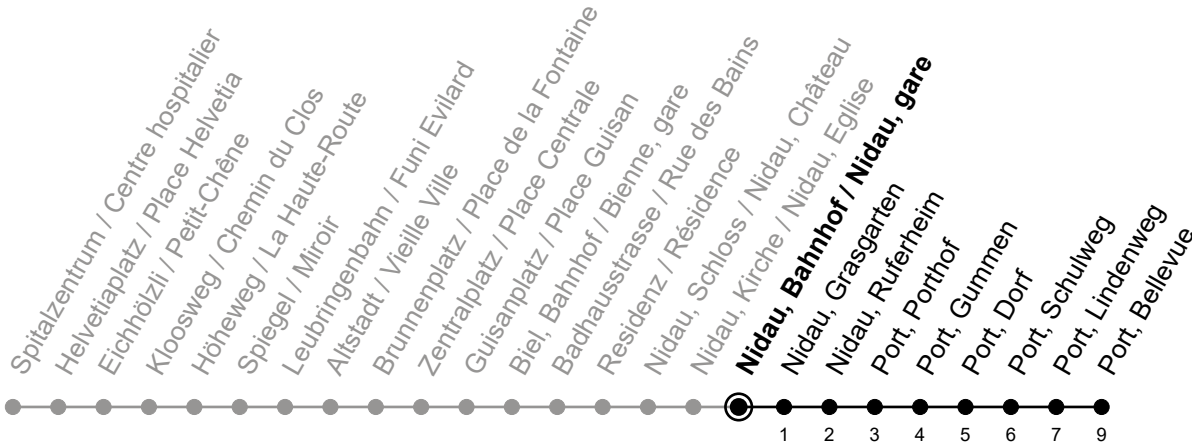 Spitalzentrum / Centre hospitalier
Helvetiaplatz / Place Helvetia
Eichhölzli / Petit-Chêne
Kloosweg / Chemin du Clos
Höheweg / La Haute-Route
Spiegel / Miroir
Leubringenbahn / Funi Evilard
Altstadt / Vieille Ville
Brunnenplatz / Place de la Fontaine
Zentralplatz / Place Centrale
Guisanplatz / Place Guisan
Biel, Bahnhof / Bienne, gare
Badhausstrasse / Rue des Bains
Residenz / Résidence
Nidau, Schloss / Nidau, Château
Nidau, Kirche / Nidau, Eglise
Nidau, Bahnhof / Nidau, gare
Nidau, Grasgarten
Nidau, Ruferheim
Port, Porthof
Port, Gummen
Port, Dorf
Port, Schulweg
Port, Lindenweg
Port, Bellevue
1 2 3 4 5 6 7 9